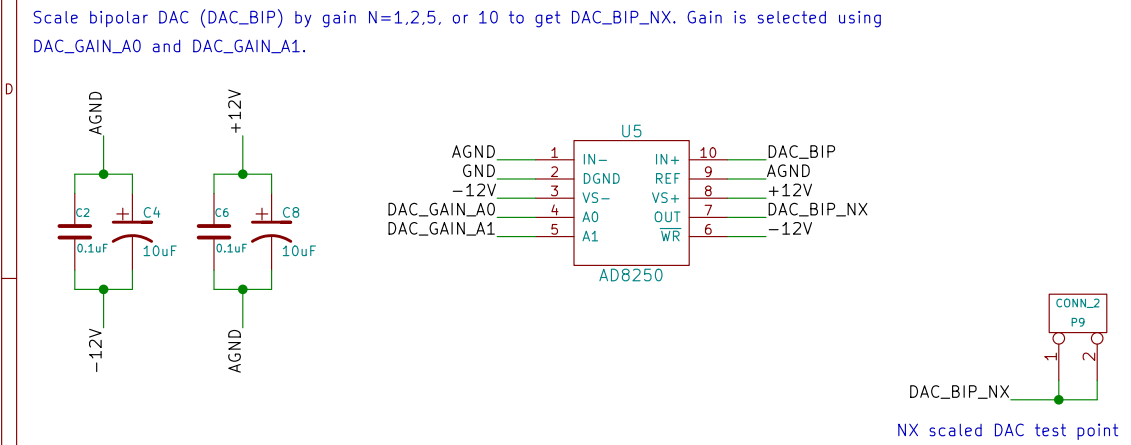 Scale bipolar DAC (DAC_BIP) by gain N=1,2,5, or 10 to get DAC_BIP_NX. Gain is selected using
DAC_GAIN_A0 and DAC_GAIN_A1.
D
AGND
+12V
C2
C4
0.1uF
10uF
C6
C8
0.1uF
10uF
-12V
AGND
U5
AGND 1 IN- IN+ 10 DAC_BIP
GND 2 DGND REF 9 AGND
-12V 3 VS- VS+ 8 +12V
DAC_GAIN_A0 4 A0 OUT 7 DAC_BIP_NX
DAC_GAIN_A1 5 A1 WR 6 -12V
AD8250
CONN_2
P9
1 2
DAC_BIP_NX
NX scaled DAC test point